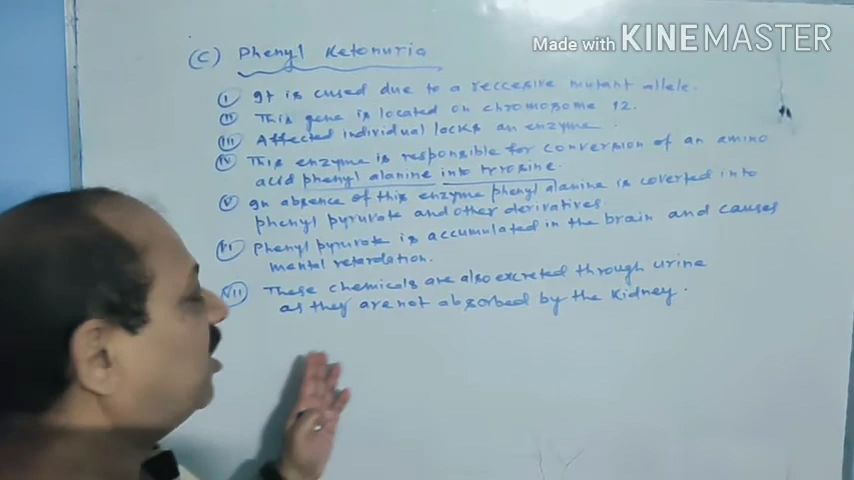 Made with KINEMASTER
(C) Phenyl Ketonuria
(I) It is cused due to a reccesive mutant allele.
(II) This gene is located on chromosome 12.
(III) Affected individual lacks an enzyme.
(IV) This enzyme is responsible for conversion of an amino
acid phenyl alanine into tyrosine.
(V) In absence of this enzyme phenyl alanine is coverted into
phenyl pyruvate and other derivatives
(VI) Phenyl pyruvate is accumulated in the brain and causes
mental retardation.
(VII) These chemicals are also excreted through urine
as they are not absorbed by the kidney.